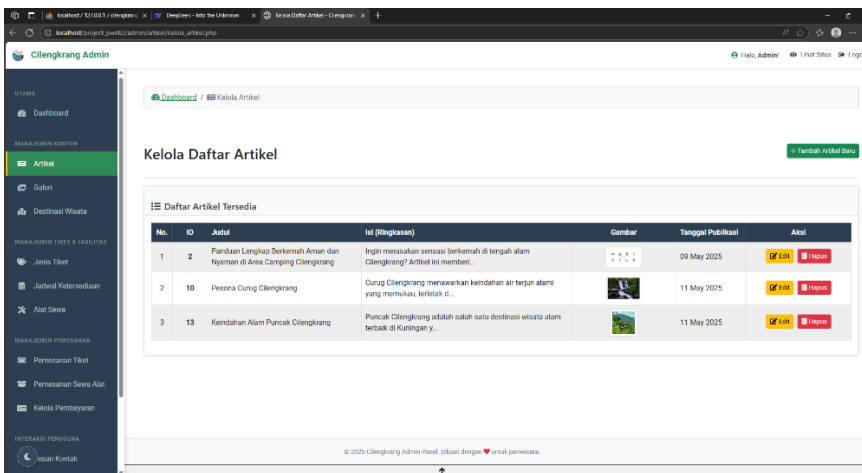 localhost / 127.0.0.1 / cilengkrang
DeepSeek - Into the Unknown
Kelola Daftar Artikel - Cilengkrang
localhost/project_pweb2/admin/artikel/kelola_artikel.php
Cilengkrang Admin
Halo, Admin!
Lihat Situs
UTAMA
Dashboard
MANAJEMEN KONTEN
Artikel
Galeri
Destinasi Wisata
MANAJEMEN TIKET & FASILITAS
Jenis Tiket
Jadwal Ketersediaan
Alat Sewa
MANAJEMEN PEMESANAN
Pemesanan Tiket
Pemesanan Sewa Alat
Kelola Pembayaran
INTERAKSI PENGGUNA
esan Kontak
Dashboard / Kelola Artikel
Kelola Daftar Artikel
+ Tambah Artikel Baru
Daftar Artikel Tersedia
No. ID Judul Isi (Ringkasan) Gambar Tanggal Publikasi Aksi
1 2 Panduan Lengkap Berkemah Aman dan Nyaman di Area Camping Cilengkrang Ingin merasakan sensasi berkemah di tengah alam Cilengkrang? Artikel ini memberi... 09 May 2025 Edit Hapus
2 10 Pesona Curug Cilengkrang Curug Cilengkrang menawarkan keindahan air terjun alami yang memukau, terletak d... 11 May 2025 Edit Hapus
3 13 Keindahan Alam Puncak Cilengkrang Puncak Cilengkrang adalah salah satu destinasi wisata alam terbaik di Kuningan y... 11 May 2025 Edit Hapus
© 2025 Cilengkrang Admin Panel. Dibuat dengan ❤ untuk pariwisata.